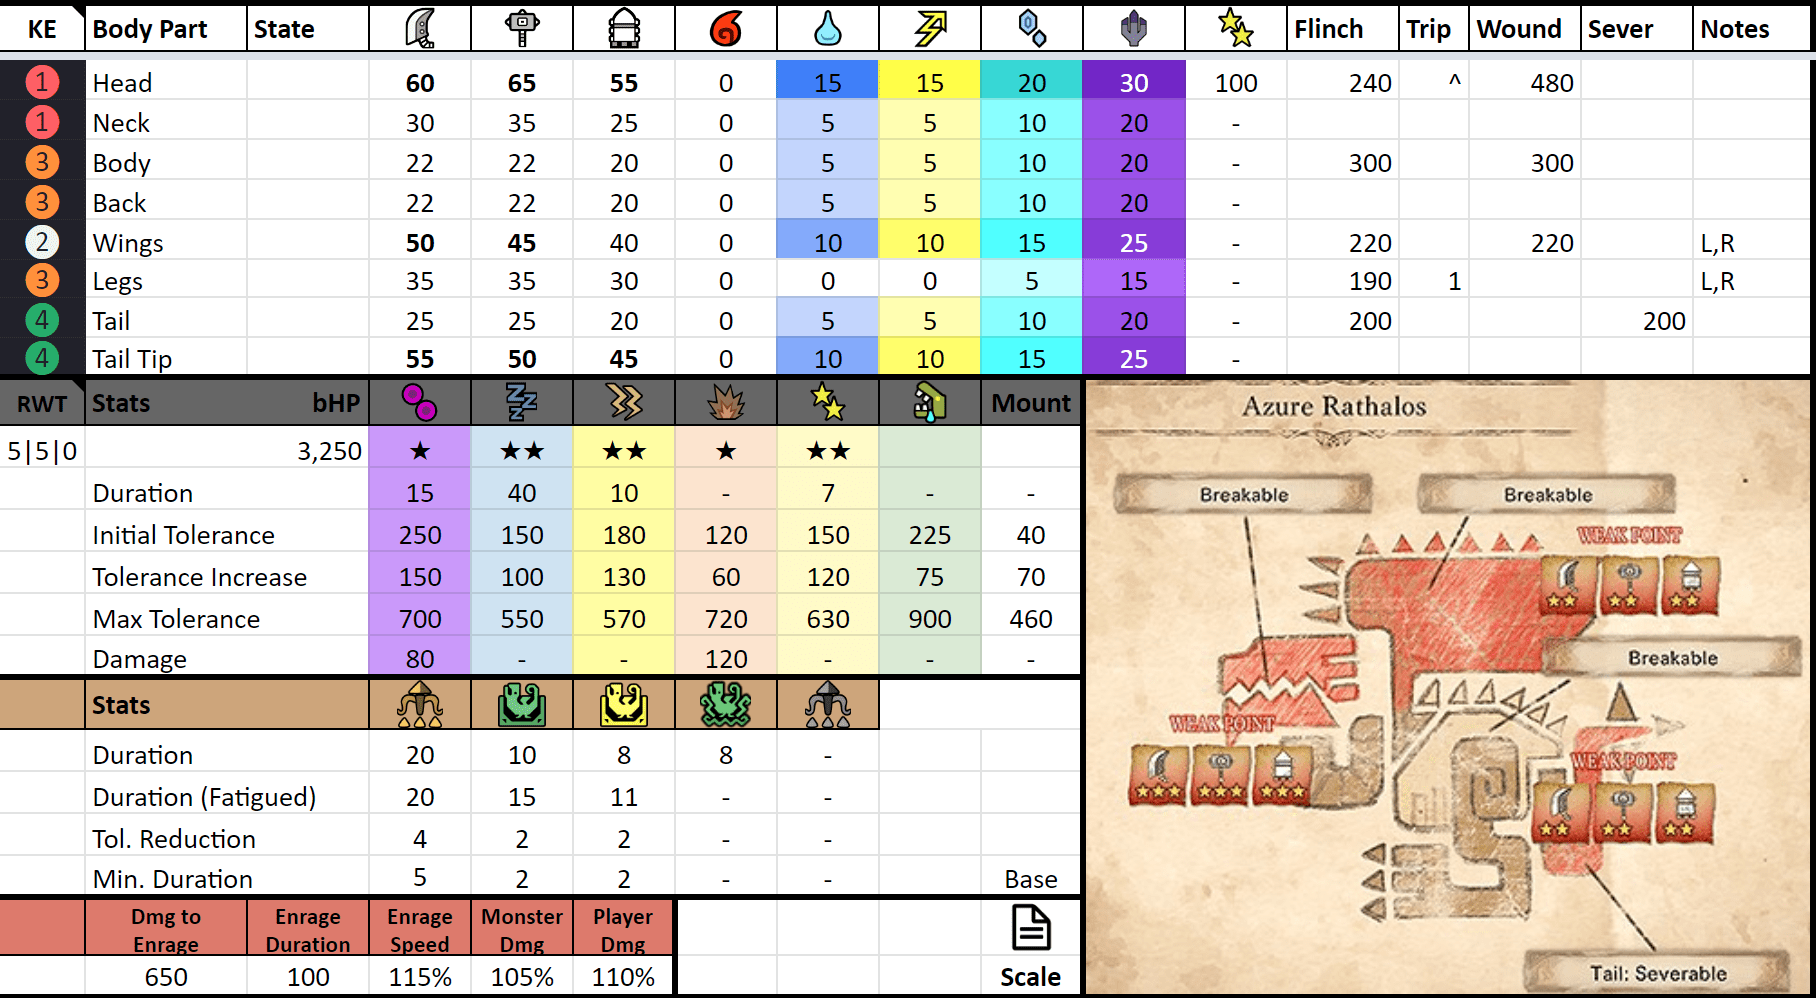 KE Body Part State Flinch Trip Wound Sever Notes
1 Head 60 65 55 0 15 15 20 30 100 240 ^ 480
1 Neck 30 35 25 0 5 5 10 20 -
3 Body 22 22 20 0 5 5 10 20 - 300 300
3 Back 22 22 20 0 5 5 10 20 -
2 Wings 50 45 40 0 10 10 15 25 - 220 220 L,R
3 Legs 35 35 30 0 0 0 5 15 - 190 1 L,R
4 Tail 25 25 20 0 5 5 10 20 - 200 200
4 Tail Tip 55 50 45 0 10 10 15 25 -
RWT Stats bHP Mount
5|5|0 3,250 ★ ★★ ★★ ★ ★★
Duration 15 40 10 - 7 - -
Initial Tolerance 250 150 180 120 150 225 40
Tolerance Increase 150 100 130 60 120 75 70
Max Tolerance 700 550 570 720 630 900 460
Damage 80 - - 120 - - -
Stats
Duration 20 10 8 8 -
Duration (Fatigued) 20 15 11 - -
Tol. Reduction 4 2 2 - -
Min. Duration 5 2 2 - - Base
Dmg to Enrage Enrage Monster Player
Enrage Duration Speed Dmg Dmg
650 100 115% 105% 110% Scale
Azure Rathalos
Breakable Breakable
WEAK POINT
Breakable
WEAK POINT
WEAK POINT
Tail: Severable